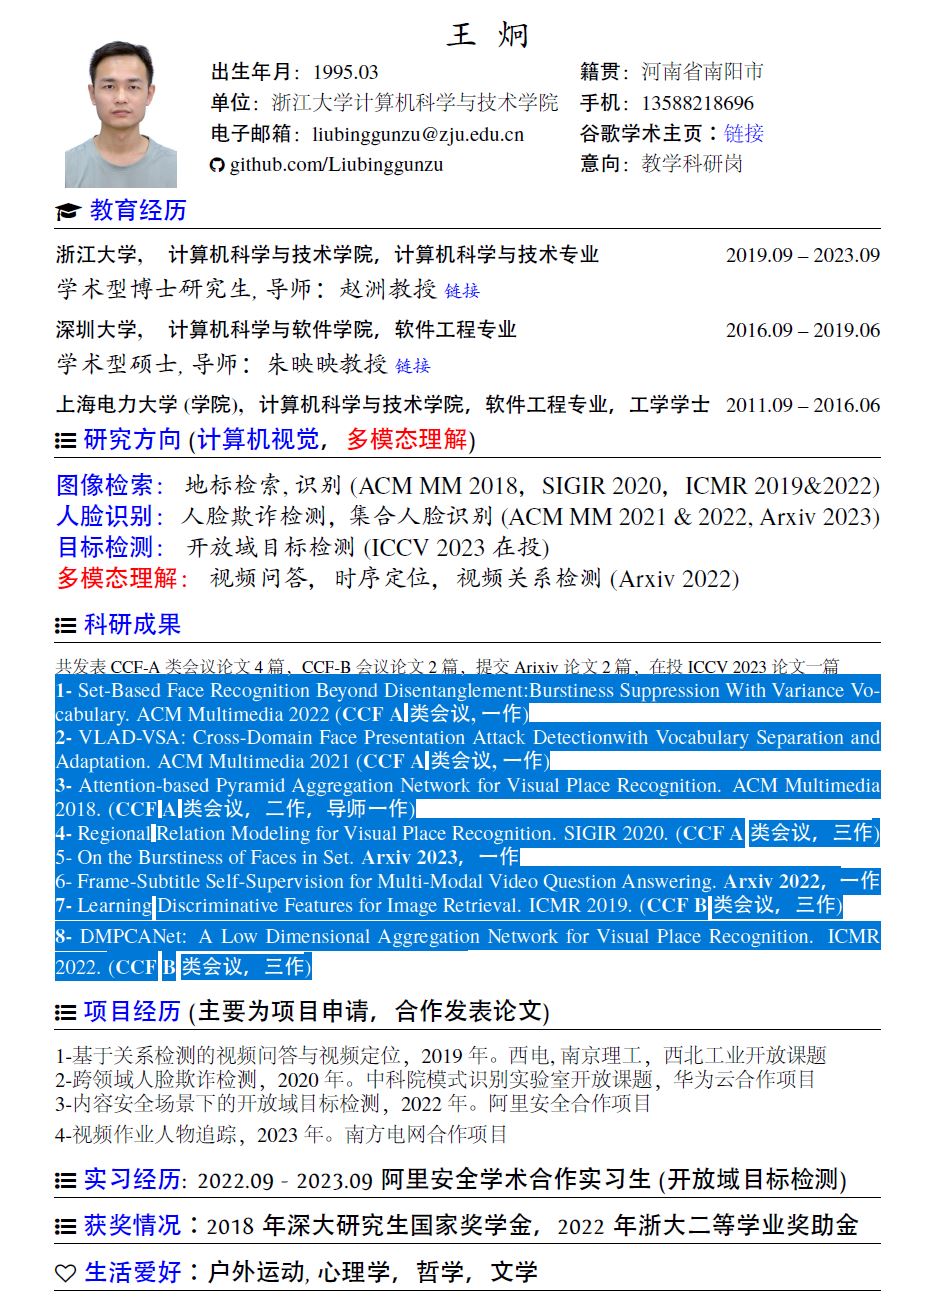 王 炯
出生年月：1995.03 籍贯：河南省南阳市
单位：浙江大学计算机科学与技术学院 手机：13588218696
电子邮箱：liubinggunzu@zju.edu.cn 谷歌学术主页：链接
github.com/Liubinggunzu 意向：教学科研岗
教育经历
浙江大学， 计算机科学与技术学院，计算机科学与技术专业 2019.09 – 2023.09
学术型博士研究生, 导师：赵洲教授 链接
深圳大学， 计算机科学与软件学院，软件工程专业 2016.09 – 2019.06
学术型硕士, 导师：朱映映教授 链接
上海电力大学 (学院)，计算机科学与技术学院，软件工程专业，工学学士 2011.09 – 2016.06
研究方向 (计算机视觉，多模态理解)
图像检索： 地标检索, 识别 (ACM MM 2018，SIGIR 2020，ICMR 2019&2022)
人脸识别： 人脸欺诈检测，集合人脸识别 (ACM MM 2021 & 2022, Arxiv 2023)
目标检测： 开放域目标检测 (ICCV 2023 在投)
多模态理解： 视频问答，时序定位，视频关系检测 (Arxiv 2022)
科研成果
共发表 CCF-A 类会议论文 4 篇，CCF-B 会议论文 2 篇，提交 Arixiv 论文 2 篇，在投 ICCV 2023 论文一篇
1- Set-Based Face Recognition Beyond Disentanglement:Burstiness Suppression With Variance Vo-
cabulary. ACM Multimedia 2022 (CCF A 类会议, 一作)
2- VLAD-VSA: Cross-Domain Face Presentation Attack Detectionwith Vocabulary Separation and
Adaptation. ACM Multimedia 2021 (CCF A 类会议, 一作)
3- Attention-based Pyramid Aggregation Network for Visual Place Recognition. ACM Multimedia
2018. (CCF A 类会议，二作，导师一作)
4- Regional Relation Modeling for Visual Place Recognition. SIGIR 2020. (CCF A 类会议，三作)
5- On the Burstiness of Faces in Set. Arxiv 2023，一作
6- Frame-Subtitle Self-Supervision for Multi-Modal Video Question Answering. Arxiv 2022，一作
7- Learning Discriminative Features for Image Retrieval. ICMR 2019. (CCF B 类会议，三作)
8- DMPCANet: A Low Dimensional Aggregation Network for Visual Place Recognition. ICMR
2022. (CCF B 类会议，三作)
项目经历 (主要为项目申请，合作发表论文)
1-基于关系检测的视频问答与视频定位，2019 年。西电, 南京理工，西北工业开放课题
2-跨领域人脸欺诈检测，2020 年。中科院模式识别实验室开放课题，华为云合作项目
3-内容安全场景下的开放域目标检测，2022 年。阿里安全合作项目
4-视频作业人物追踪，2023 年。南方电网合作项目
实习经历: 2022.09 - 2023.09 阿里安全学术合作实习生 (开放域目标检测)
获奖情况：2018 年深大研究生国家奖学金，2022 年浙大二等学业奖助金
生活爱好：户外运动, 心理学，哲学，文学